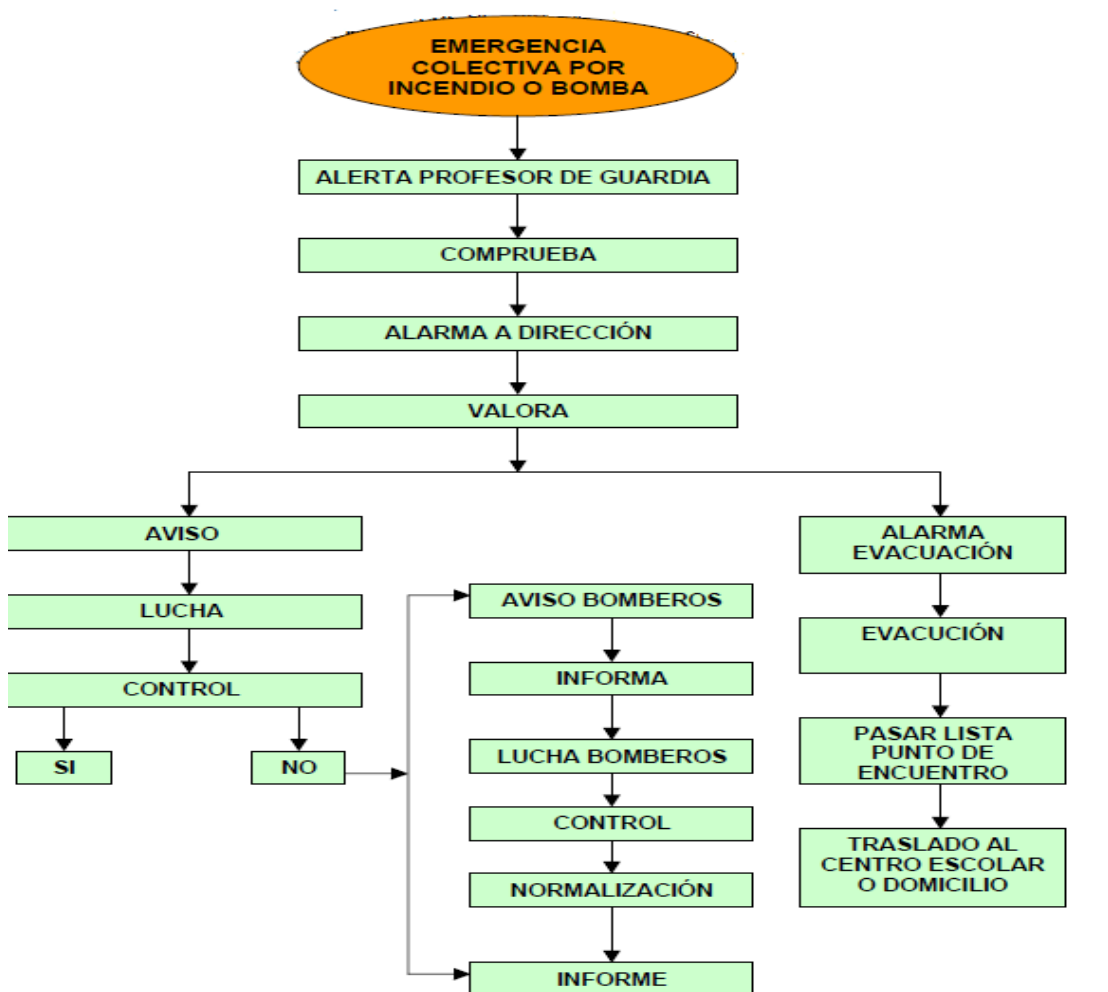 EMERGENCIA
COLECTIVA POR
INCENDIO O BOMBA
ALERTA PROFESOR DE GUARDIA
COMPRUEBA
ALARMA A DIRECCIÓN
VALORA
AVISO
LUCHA
CONTROL
SI
NO
AVISO BOMBEROS
INFORMA
LUCHA BOMBEROS
CONTROL
NORMALIZACIÓN
INFORME
ALARMA
EVACUACIÓN
EVACUCIÓN
PASAR LISTA
PUNTO DE
ENCUENTRO
TRASLADO AL
CENTRO ESCOLAR
O DOMICILIO